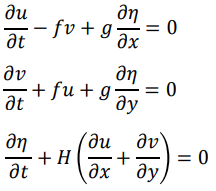 ∂u/∂t − fv + g ∂η/∂x = 0
∂v/∂t + fu + g ∂η/∂y = 0
∂η/∂t + H (∂u/∂x + ∂v/∂y) = 0